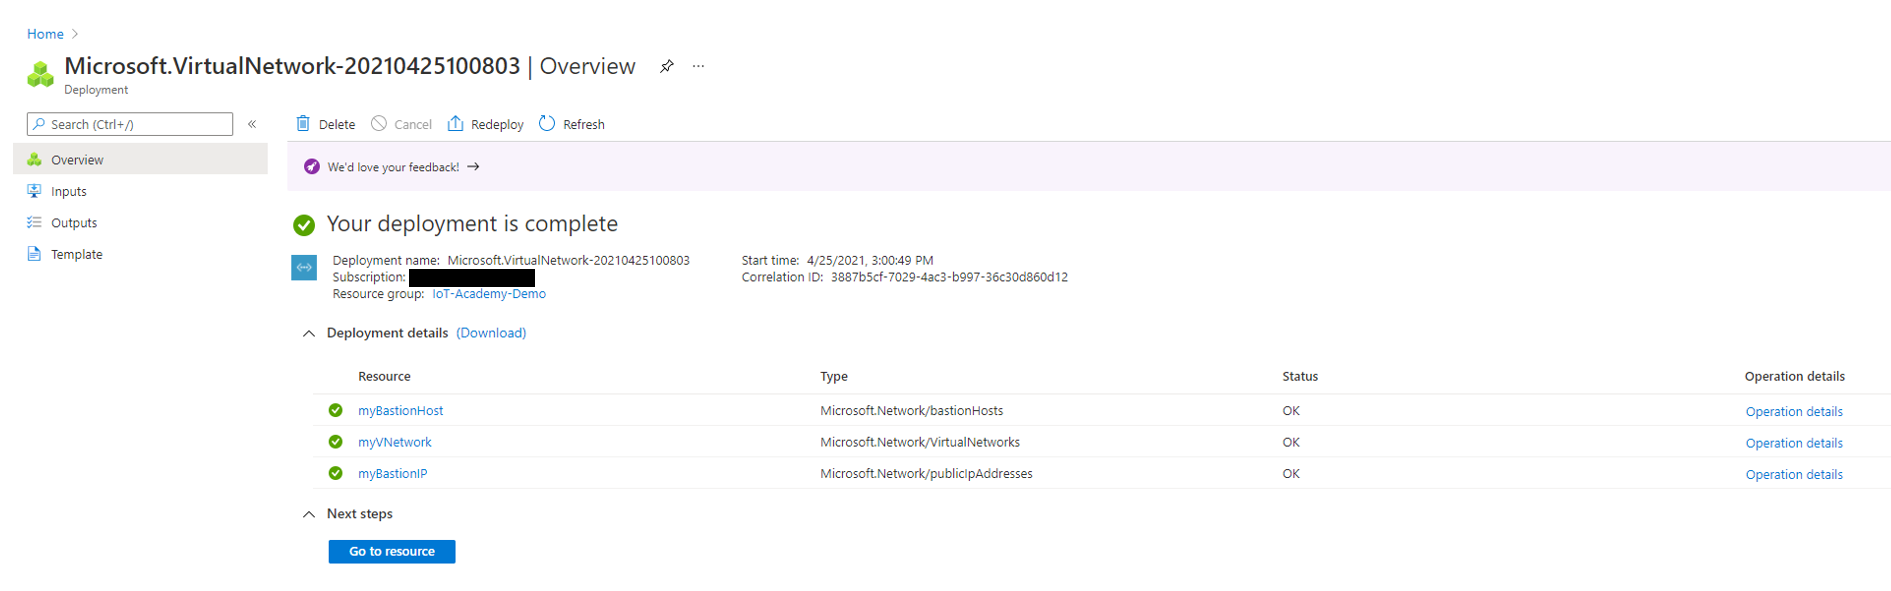 Home
Microsoft.VirtualNetwork-20210425100803 | Overview
Deployment
Search (Ctrl+/)
Delete Cancel Redeploy Refresh
Overview
Inputs
Outputs
Template
We'd love your feedback! →
Your deployment is complete
Deployment name: Microsoft.VirtualNetwork-20210425100803
Subscription:
Resource group: IoT-Academy-Demo
Start time: 4/25/2021, 3:00:49 PM
Correlation ID: 3887b5cf-7029-4ac3-b997-36c30d860d12
Deployment details (Download)
Resource Type Status Operation details
myBastionHost Microsoft.Network/bastionHosts OK Operation details
myVNetwork Microsoft.Network/VirtualNetworks OK Operation details
myBastionIP Microsoft.Network/publicIpAddresses OK Operation details
Next steps
Go to resource